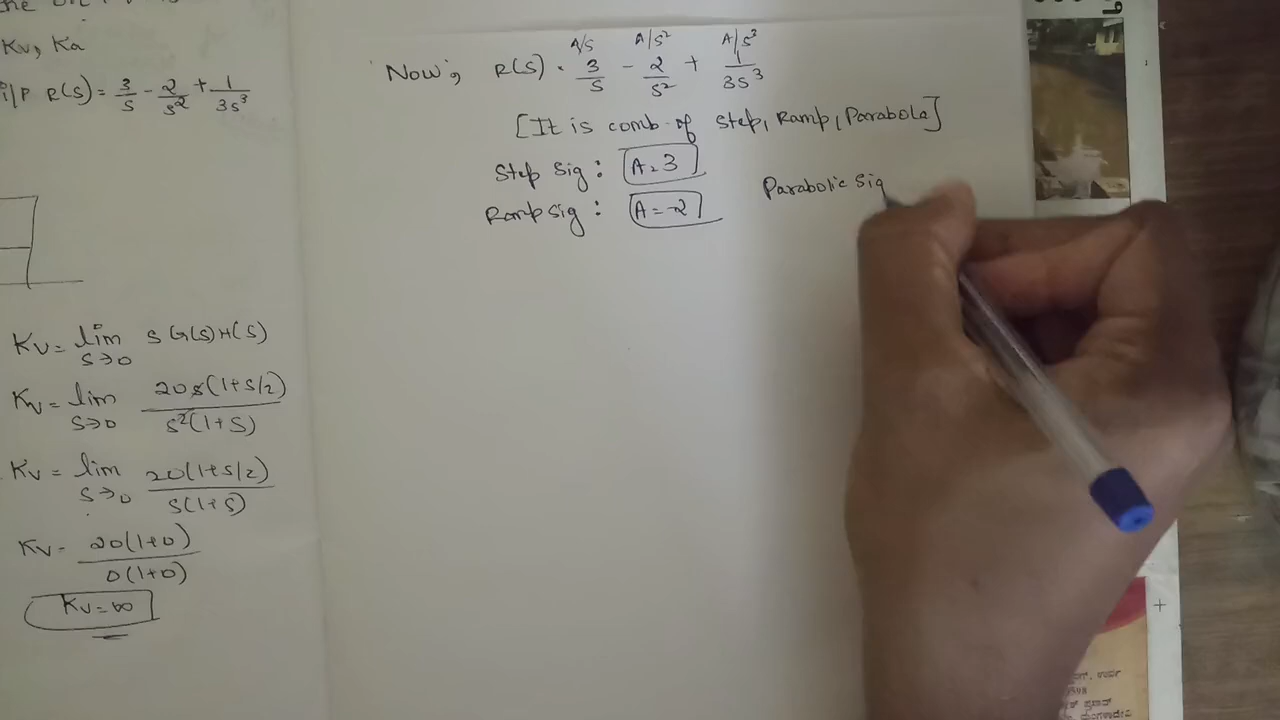 Kv, Ka
i/P R(S) = 3/S - 2/S² + 1/3S³
Kv = lim S→0 S G(S) H(S)
Kv = lim S→0 20S(1+S/2) / S²(1+S)
Kv = lim S→0 20(1+S/2) / S(1+S)
Kv = 20(1+0) / 0(1+0)
Kv = ∞
A/S A/S² A/S³
Now, R(S) = 3/S - 2/S² + 1/3S³
[It is comb. of Step, Ramp, Parabola]
Step Sig : A = 3
Parabolic Sig
Ramp Sig : A = -2